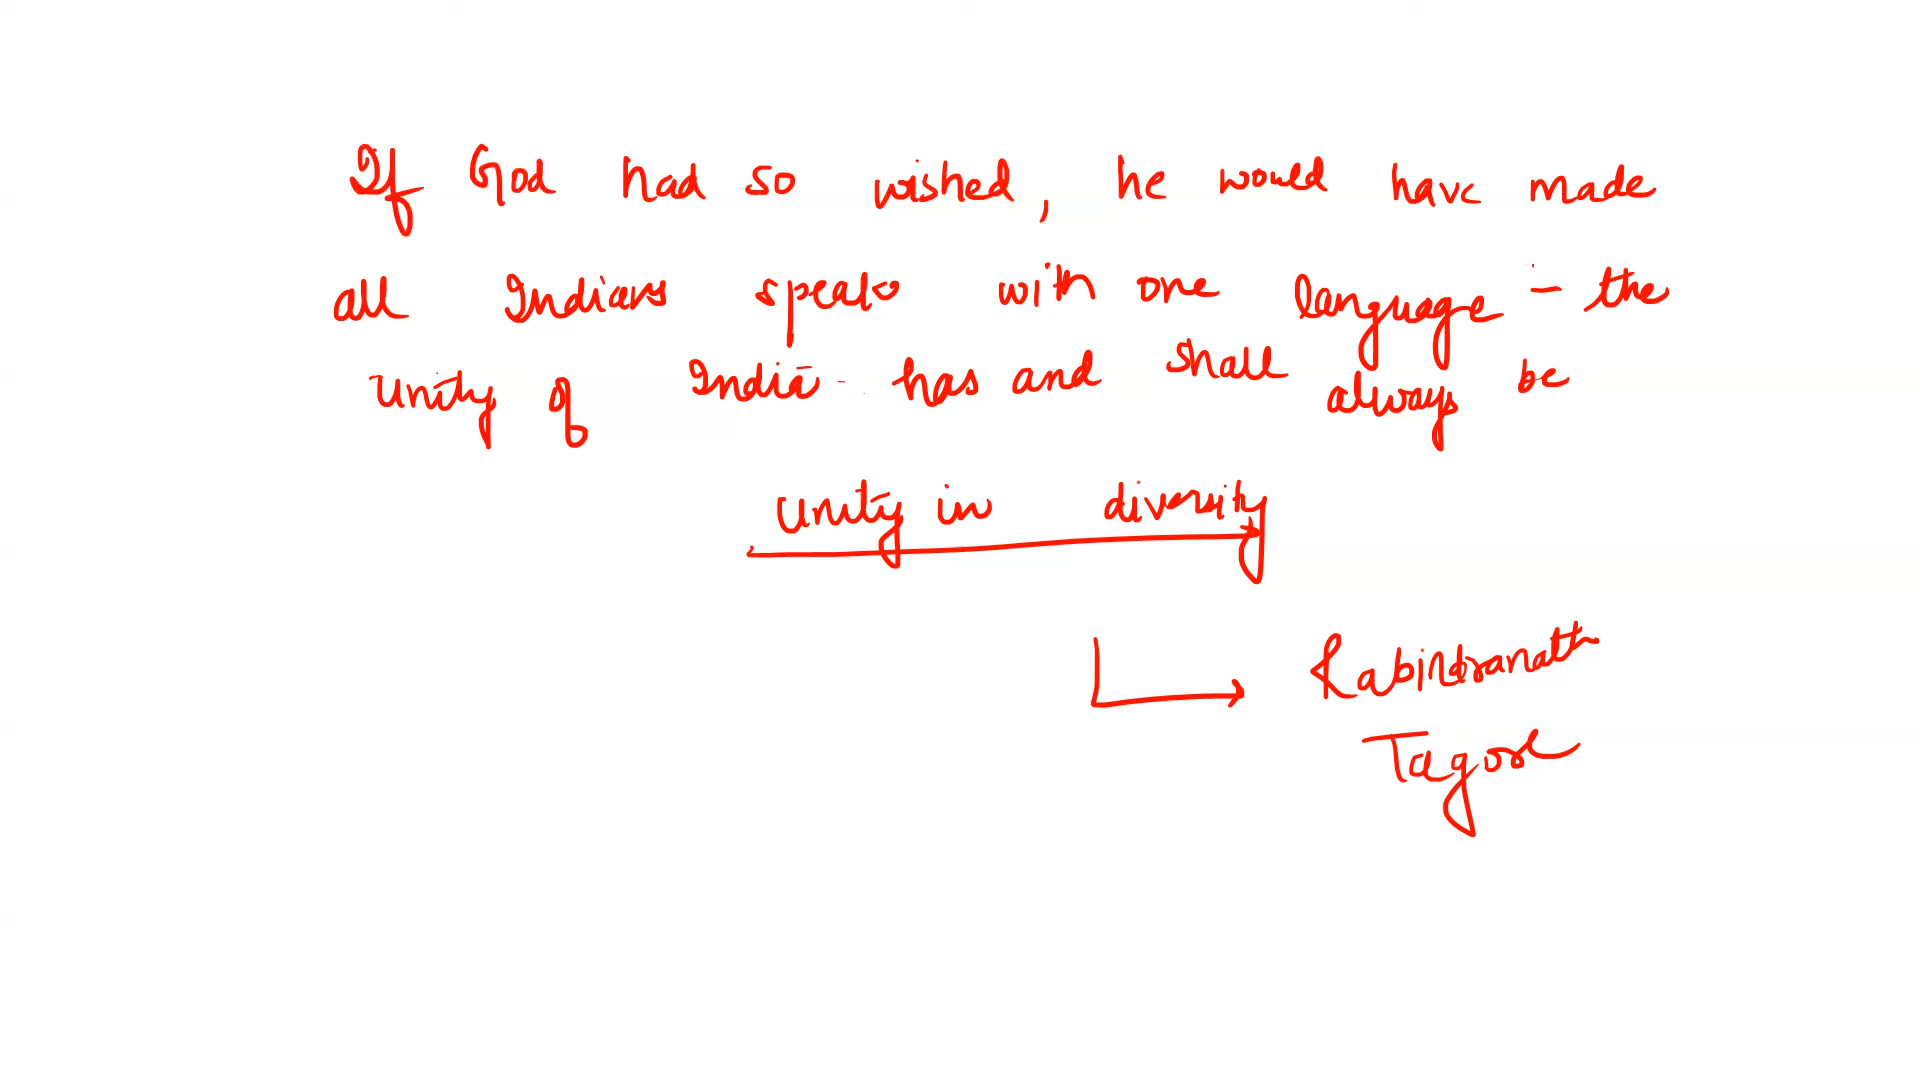 If God had so wished, he would have made
all Indians speak with one language - the
unity of India has and shall always be
unity in diversity
Rabindranath
Tagore